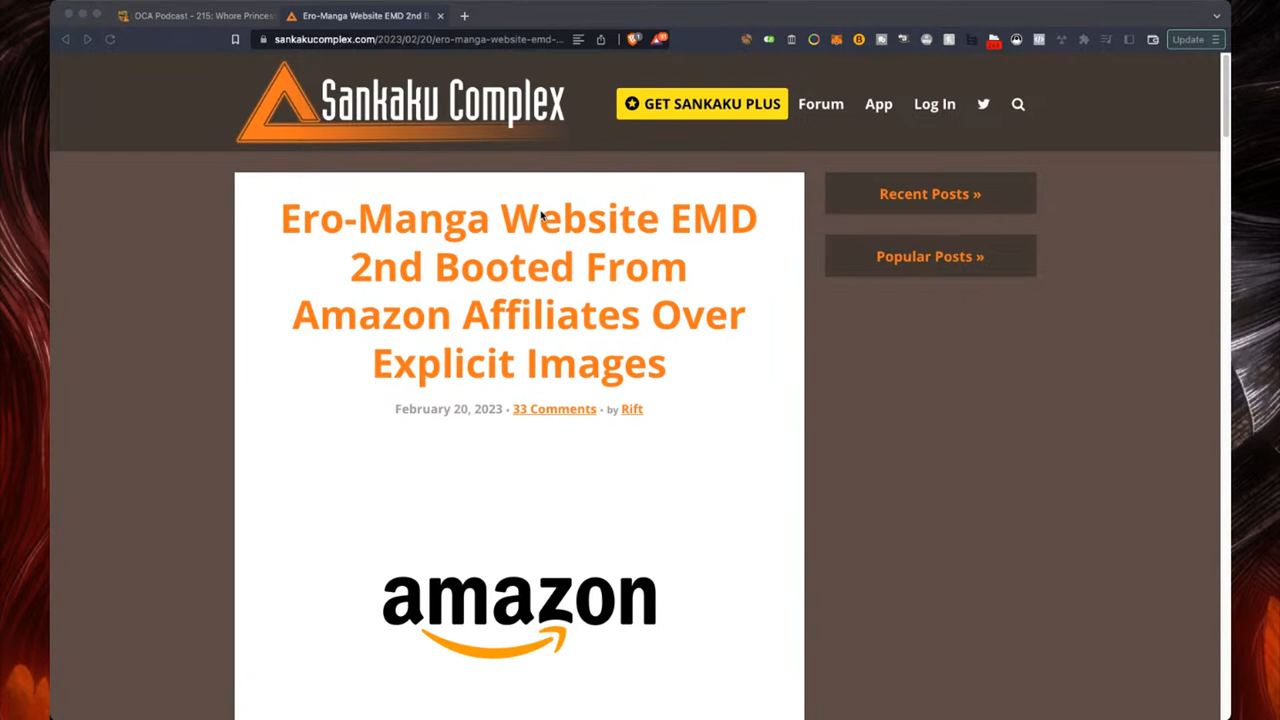 OCA Podcast - 215: Whore Princes
Ero-Manga Website EMD 2nd B
sankakucomplex.com/2023/02/20/ero-manga-website-emd-...
Update
Sankaku Complex
GET SANKAKU PLUS
Forum
App
Log In
Ero-Manga Website EMD
2nd Booted From
Amazon Affiliates Over
Explicit Images
February 20, 2023 • 33 Comments • by Rift
amazon
Recent Posts »
Popular Posts »